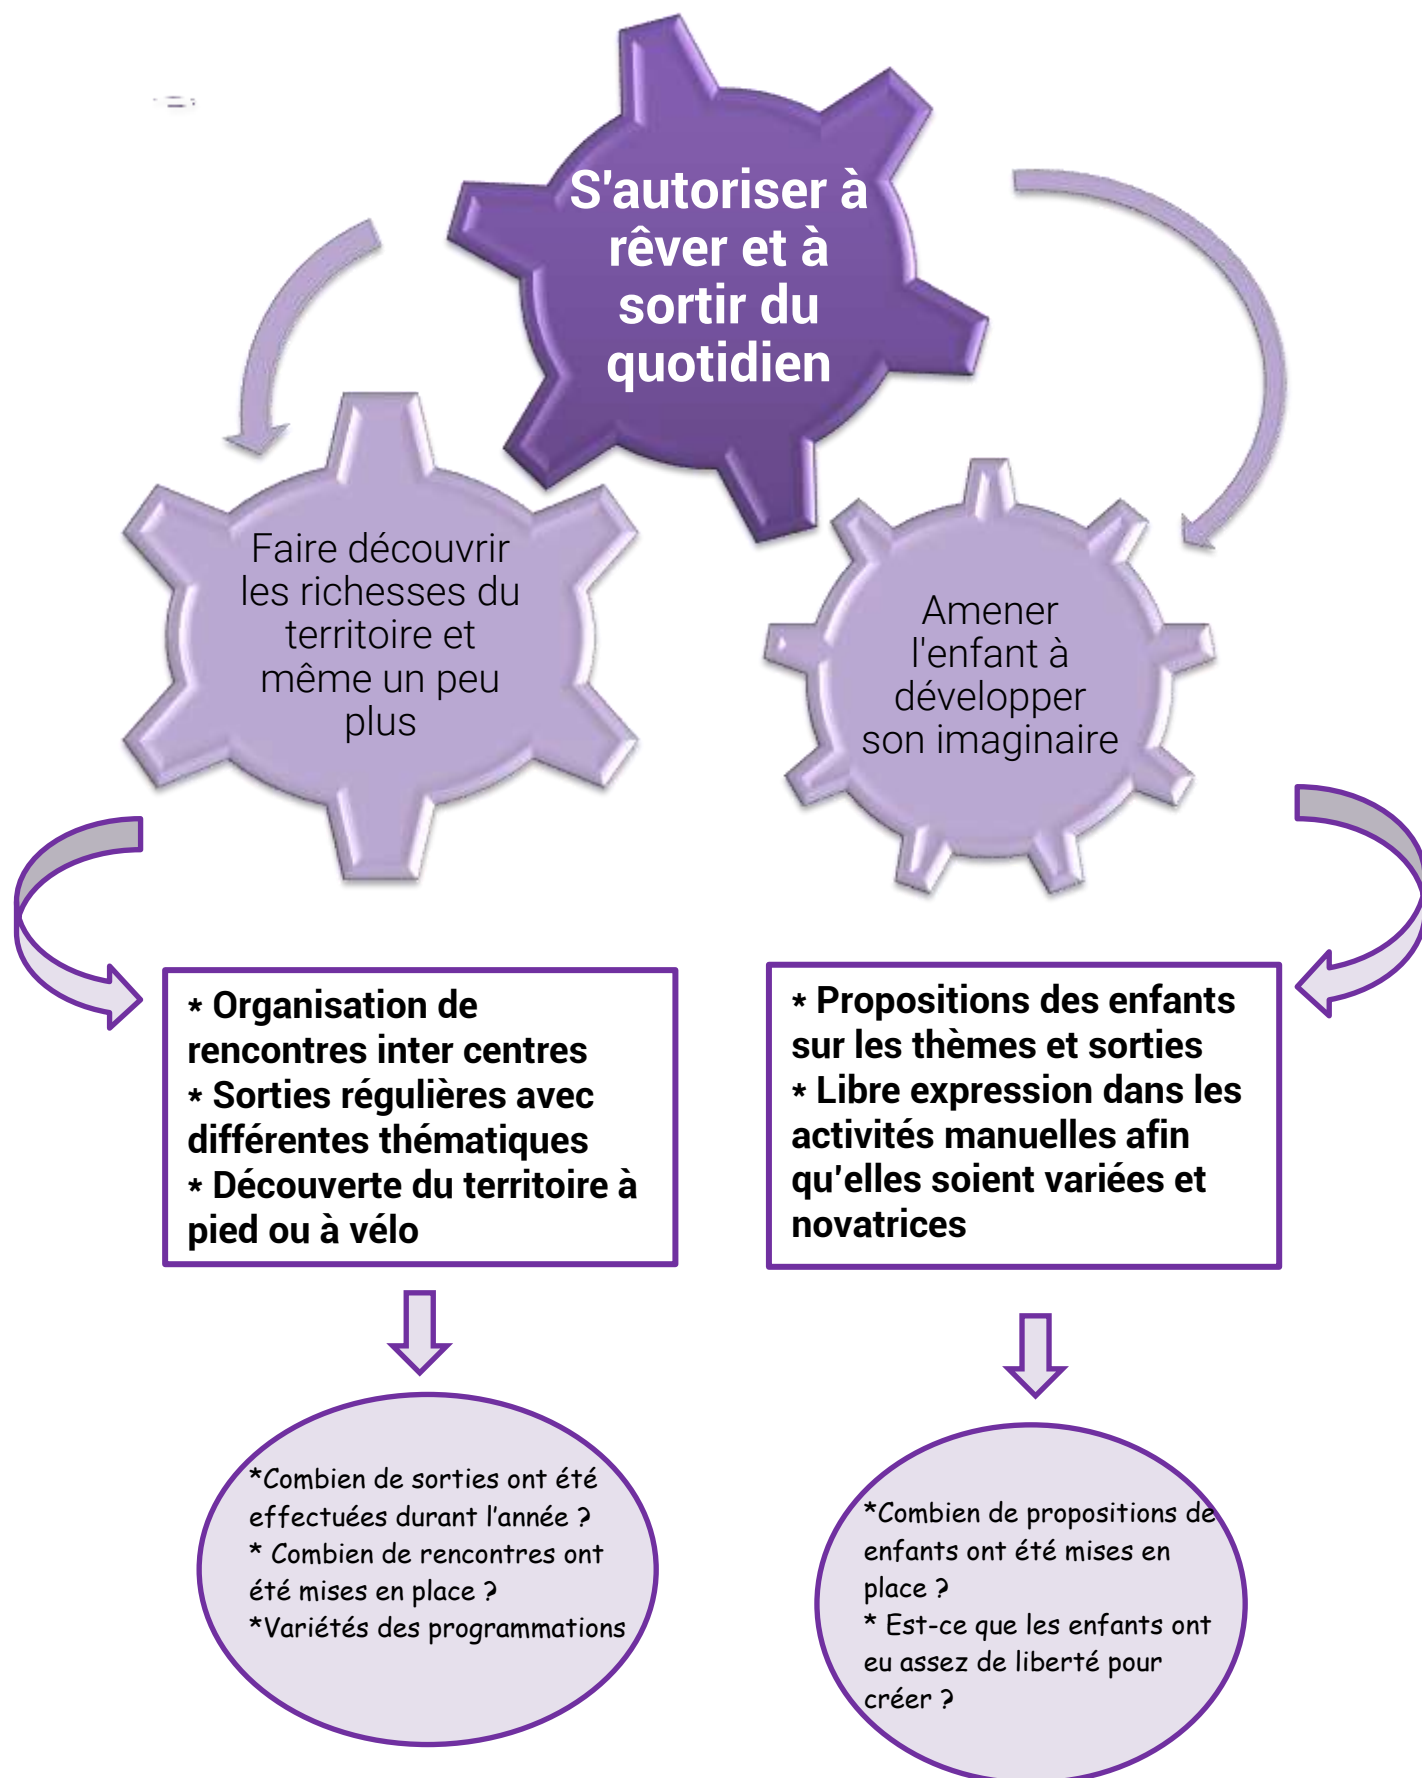 S'autoriser à
rêver et à
sortir du
quotidien
Faire découvrir
les richesses du
territoire et
même un peu
plus
Amener
l'enfant à
développer
son imaginaire
* Organisation de
rencontres inter centres
* Sorties régulières avec
différentes thématiques
* Découverte du territoire à
pied ou à vélo
* Propositions des enfants
sur les thèmes et sorties
* Libre expression dans les
activités manuelles afin
qu'elles soient variées et
novatrices
*Combien de sorties ont été
effectuées durant l'année ?
* Combien de rencontres ont
été mises en place ?
*Variétés des programmations
*Combien de propositions de
enfants ont été mises en
place ?
* Est-ce que les enfants ont
eu assez de liberté pour
créer ?